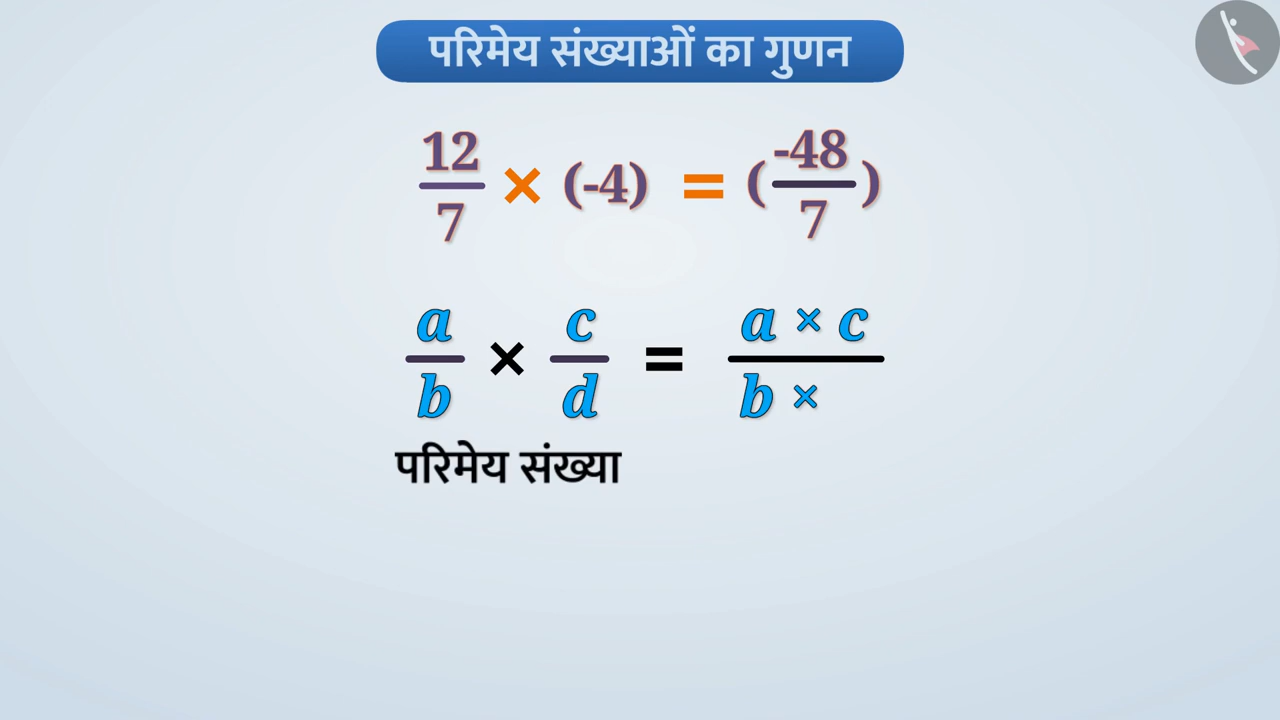 परिमेय संख्याओं का गुणन
12/7 × (-4) = (-48/7)
a/b × c/d = a × c / b ×
परिमेय संख्या